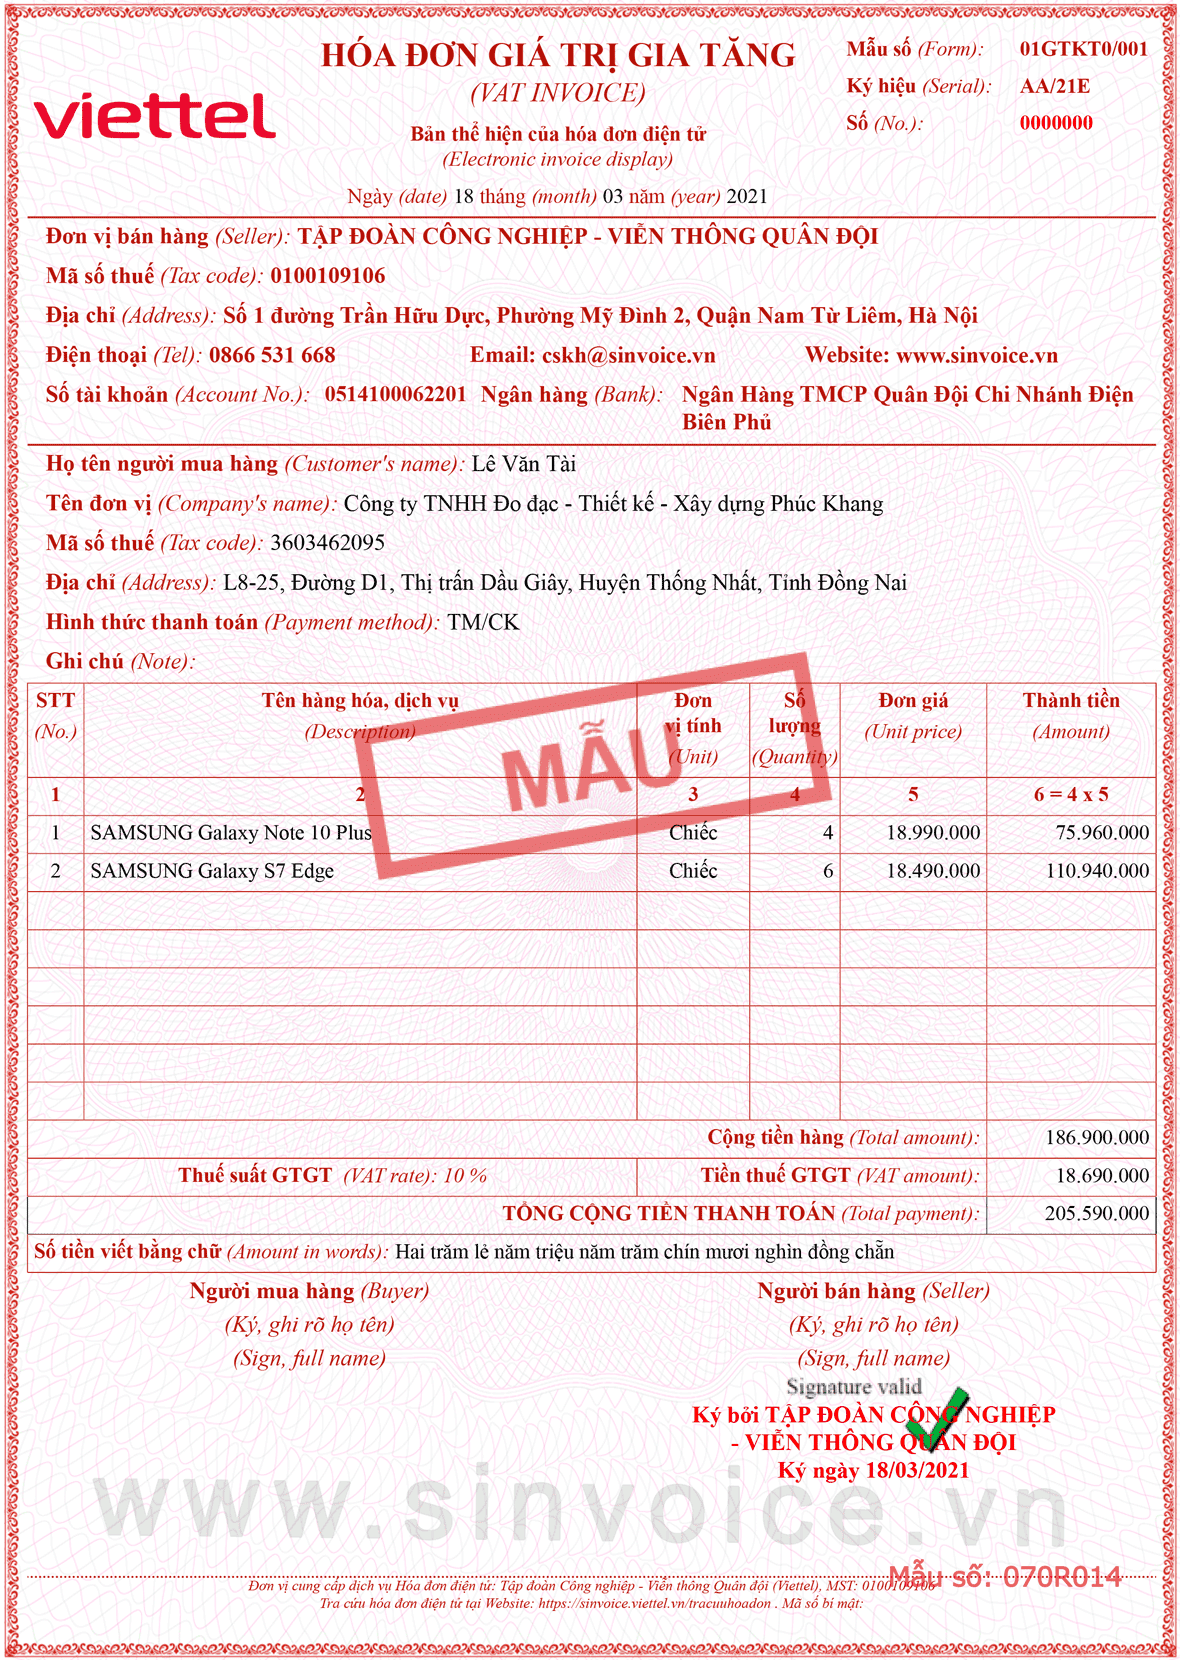 viettel
HÓA ĐƠN GIÁ TRỊ GIA TĂNG
(VAT INVOICE)
Bản thể hiện của hóa đơn điện tử
(Electronic invoice display)
Ngày (date) 18 tháng (month) 03 năm (year) 2021
Mẫu số (Form): 01GTKT0/001
Ký hiệu (Serial): AA/21E
Số (No.): 0000000
Đơn vị bán hàng (Seller): TẬP ĐOÀN CÔNG NGHIỆP - VIỄN THÔNG QUÂN ĐỘI
Mã số thuế (Tax code): 0100109106
Địa chỉ (Address): Số 1 đường Trần Hữu Dực, Phường Mỹ Đình 2, Quận Nam Từ Liêm, Hà Nội
Điện thoại (Tel): 0866 531 668 Email: cskh@sinvoice.vn Website: www.sinvoice.vn
Số tài khoản (Account No.): 0514100062201 Ngân hàng (Bank): Ngân Hàng TMCP Quân Đội Chi Nhánh Điện
Biên Phủ
Họ tên người mua hàng (Customer's name): Lê Văn Tài
Tên đơn vị (Company's name): Công ty TNHH Đo đạc - Thiết kế - Xây dựng Phúc Khang
Mã số thuế (Tax code): 3603462095
Địa chỉ (Address): L8-25, Đường D1, Thị trấn Dầu Giây, Huyện Thống Nhất, Tỉnh Đồng Nai
Hình thức thanh toán (Payment method): TM/CK
Ghi chú (Note):
STT Tên hàng hóa, dịch vụ Đơn Số Đơn giá Thành tiền
vị tính lượng
(No.) (Description) (Unit) (Quantity) (Unit price) (Amount)
MẪU
1 2 3 4 5 6 = 4 x 5
1 SAMSUNG Galaxy Note 10 Plus Chiếc 4 18.990.000 75.960.000
2 SAMSUNG Galaxy S7 Edge Chiếc 6 18.490.000 110.940.000
Cộng tiền hàng (Total amount): 186.900.000
Thuế suất GTGT (VAT rate): 10 % Tiền thuế GTGT (VAT amount): 18.690.000
TỔNG CỘNG TIỀN THANH TOÁN (Total payment): 205.590.000
Số tiền viết bằng chữ (Amount in words): Hai trăm lẻ năm triệu năm trăm chín mươi nghìn đồng chẵn
Người mua hàng (Buyer) Người bán hàng (Seller)
(Ký, ghi rõ họ tên) (Ký, ghi rõ họ tên)
(Sign, full name) (Sign, full name)
Signature valid
Ký bởi TẬP ĐOÀN CÔNG NGHIỆP
- VIỄN THÔNG QUÂN ĐỘI
Ký ngày 18/03/2021
www.sinvoice.vn
Mẫu số: 070R014
Đơn vị cung cấp dịch vụ Hóa đơn điện tử: Tập đoàn Công nghiệp - Viễn thông Quân đội (Viettel), MST: 0100109106
Tra cứu hóa đơn điện tử tại Website: https://sinvoice.viettel.vn/tracuuhoadon . Mã số bí mật: